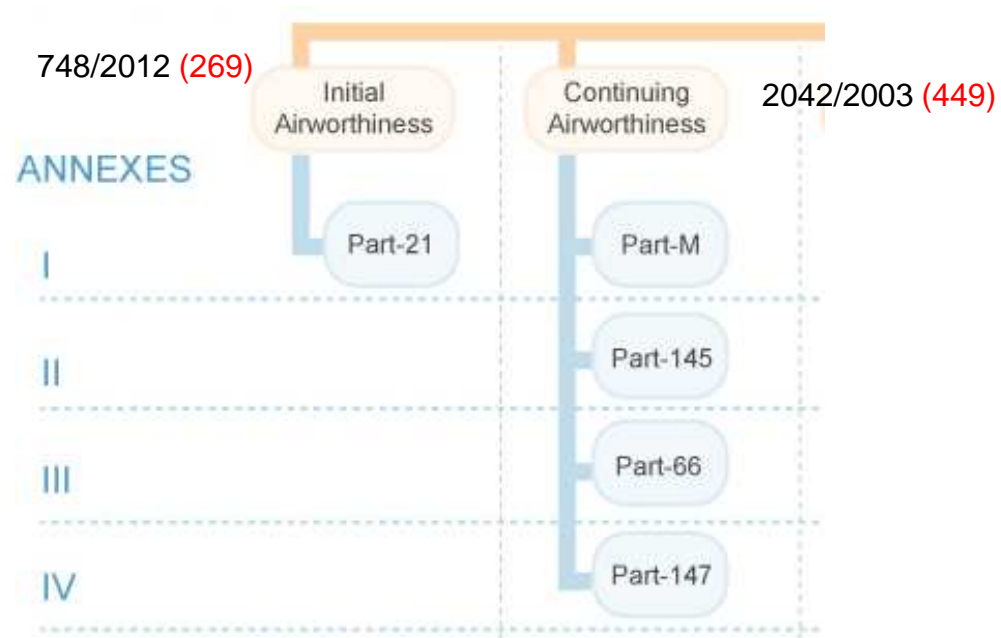 748/2012 (269)
Initial
Airworthiness
Continuing
Airworthiness
2042/2003 (449)
ANNEXES
I
Part-21
Part-M
II
Part-145
III
Part-66
IV
Part-147